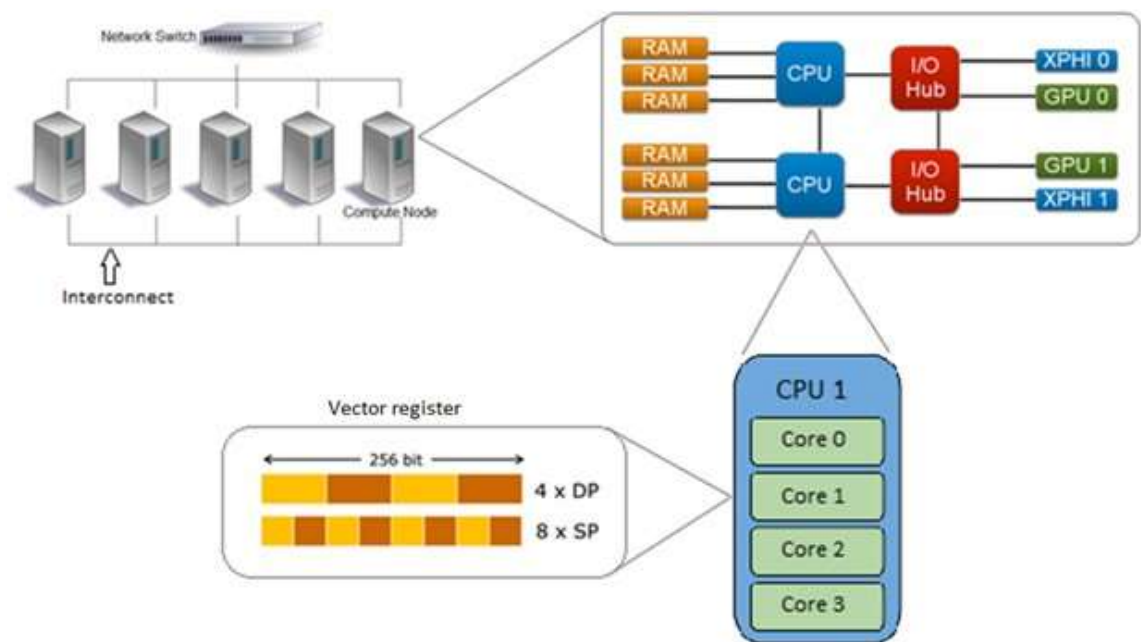 Network Switch
Compute Node
Interconnect
RAM
RAM
RAM
CPU
I/O
Hub
XPHI 0
GPU 0
RAM
RAM
RAM
CPU
I/O
Hub
GPU 1
XPHI 1
CPU 1
Core 0
Core 1
Core 2
Core 3
Vector register
256 bit
4 x DP
8 x SP